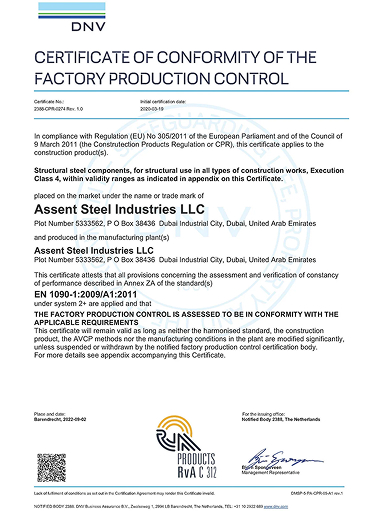 DNV
CERTIFICATE OF CONFORMITY OF THE
FACTORY PRODUCTION CONTROL
Certificate No.:
2388-CPR-0274 Rev. 1.0
Initial certification date:
2020-03-19
In compliance with Regulation (EU) No 305/2011 of the European Parliament and of the Council of
9 March 2011 (the Construtection Products Regulation or CPR), this certificate applies to the
construction product(s).
Structural steel components, for structural use in all types of construction works, Execution
Class 4, within validity ranges as indicated in appendix on this Certificate.
placed on the market under the name or trade mark of
Assent Steel Industries LLC
Plot Number 5333562, P O Box 38436 Dubai Industrial City, Dubai, United Arab Emirates
and produced in the manufacturing plant(s)
Assent Steel Industries LLC
Plot Number 5333562, P O Box 38436 Dubai Industrial City, Dubai, United Arab Emirates
This certificate attests that all provisions concerning the assessment and verification of constancy
of performance described in Annex ZA of the standard(s)
EN 1090-1:2009/A1:2011
under system 2+ are applied and that
THE FACTORY PRODUCTION CONTROL IS ASSESSED TO BE IN CONFORMITY WITH THE
APPLICABLE REQUIREMENTS
This certificate will remain valid as long as neither the harmonised standard, the construction
product, the AVCP methods nor the manufacturing conditions in the plant are modified significantly,
unless suspended or withdrawn by the notified factory production control certification body.
For more details see appendix accompanying this Certificate.
Place and date:
Barendrecht, 2022-09-02
For the issuing office:
Notified Body 2388, The Netherlands
RvA
PRODUCTS
RvA C 312
Bjorn Spongsveen
Management Representative
Lack of fulfilment of conditions as set out in the Certification Agreement may render this Certificate invalid.
NOTIFIED BODY 2388: DNV Business Assurance B.V., Zwolseweg 1, 2994 LB Barendrecht, The Netherlands, TEL: +31 10 2922 689 www.dnv.com